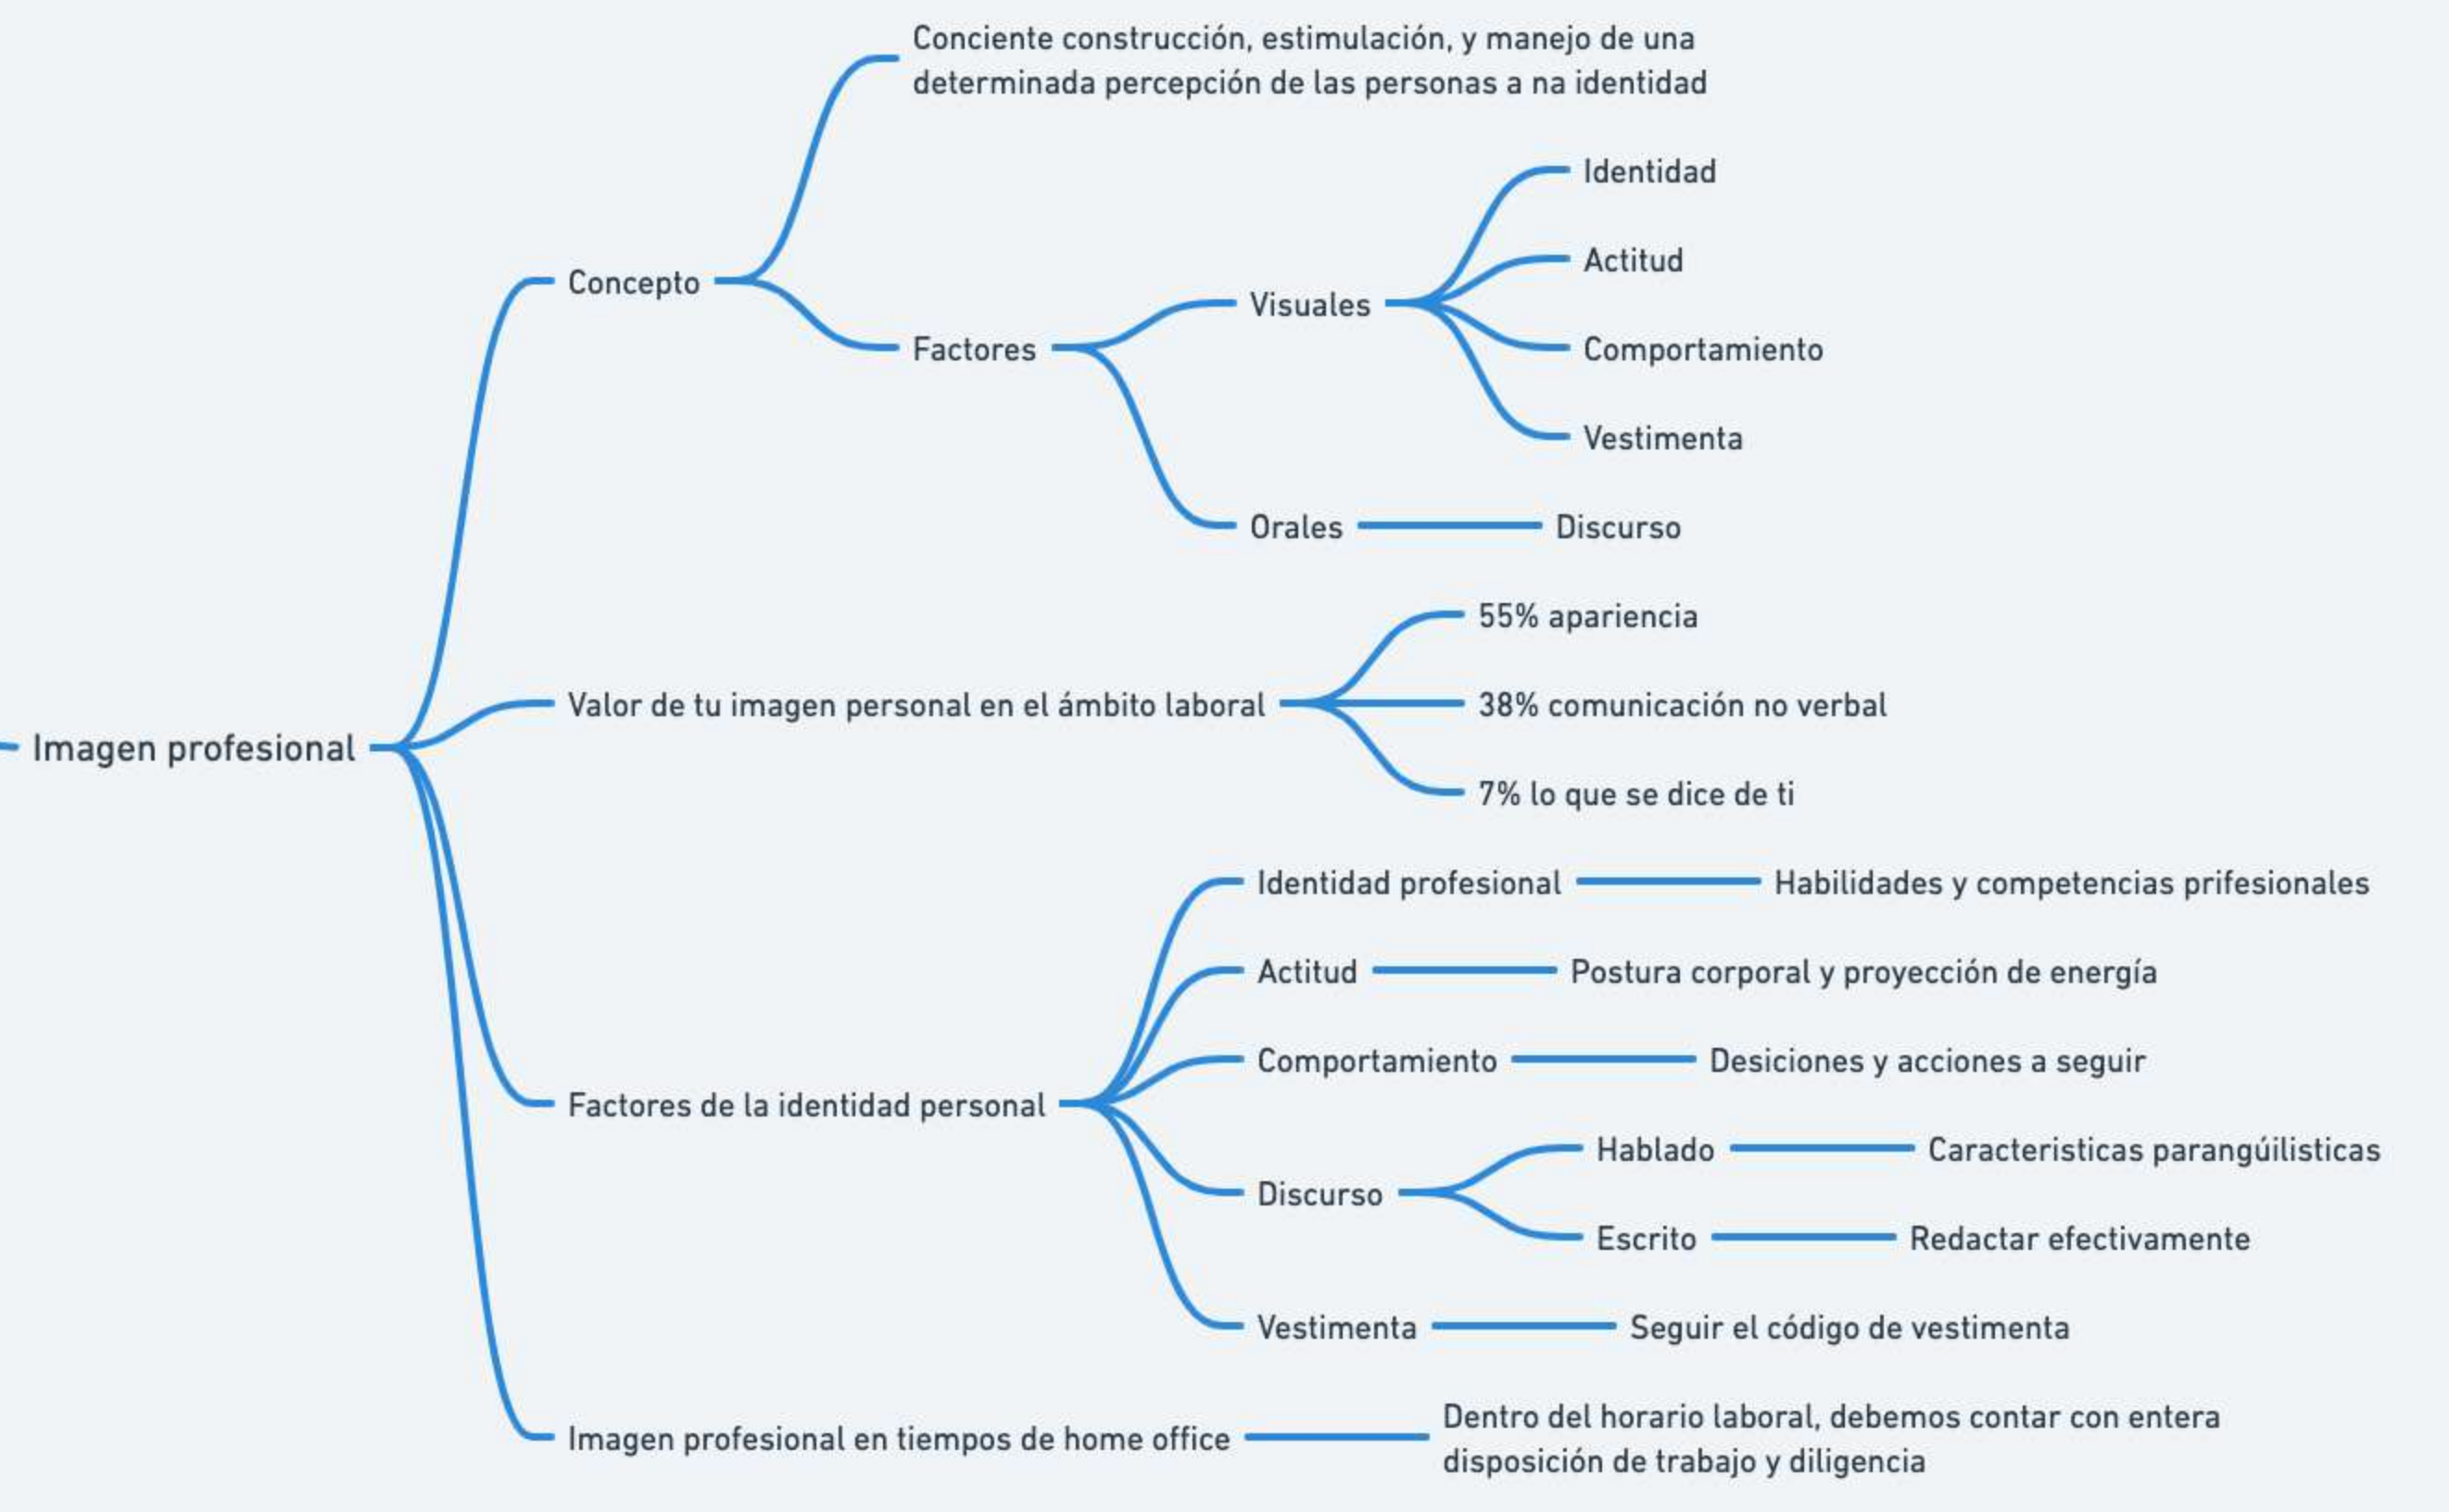 Conciente construcción, estimulación, y manejo de una
determinada percepción de las personas a na identidad
Identidad
Actitud
Concepto
Visuales
Factores
Comportamiento
Vestimenta
Orales
Discurso
55% apariencia
Valor de tu imagen personal en el ámbito laboral
38% comunicación no verbal
Imagen profesional
7% lo que se dice de ti
Identidad profesional
Habilidades y competencias prifesionales
Actitud
Postura corporal y proyección de energía
Comportamiento
Desiciones y acciones a seguir
Factores de la identidad personal
Hablado
Caracteristicas parangúilisticas
Discurso
Escrito
Redactar efectivamente
Vestimenta
Seguir el código de vestimenta
Imagen profesional en tiempos de home office
Dentro del horario laboral, debemos contar con entera
disposición de trabajo y diligencia